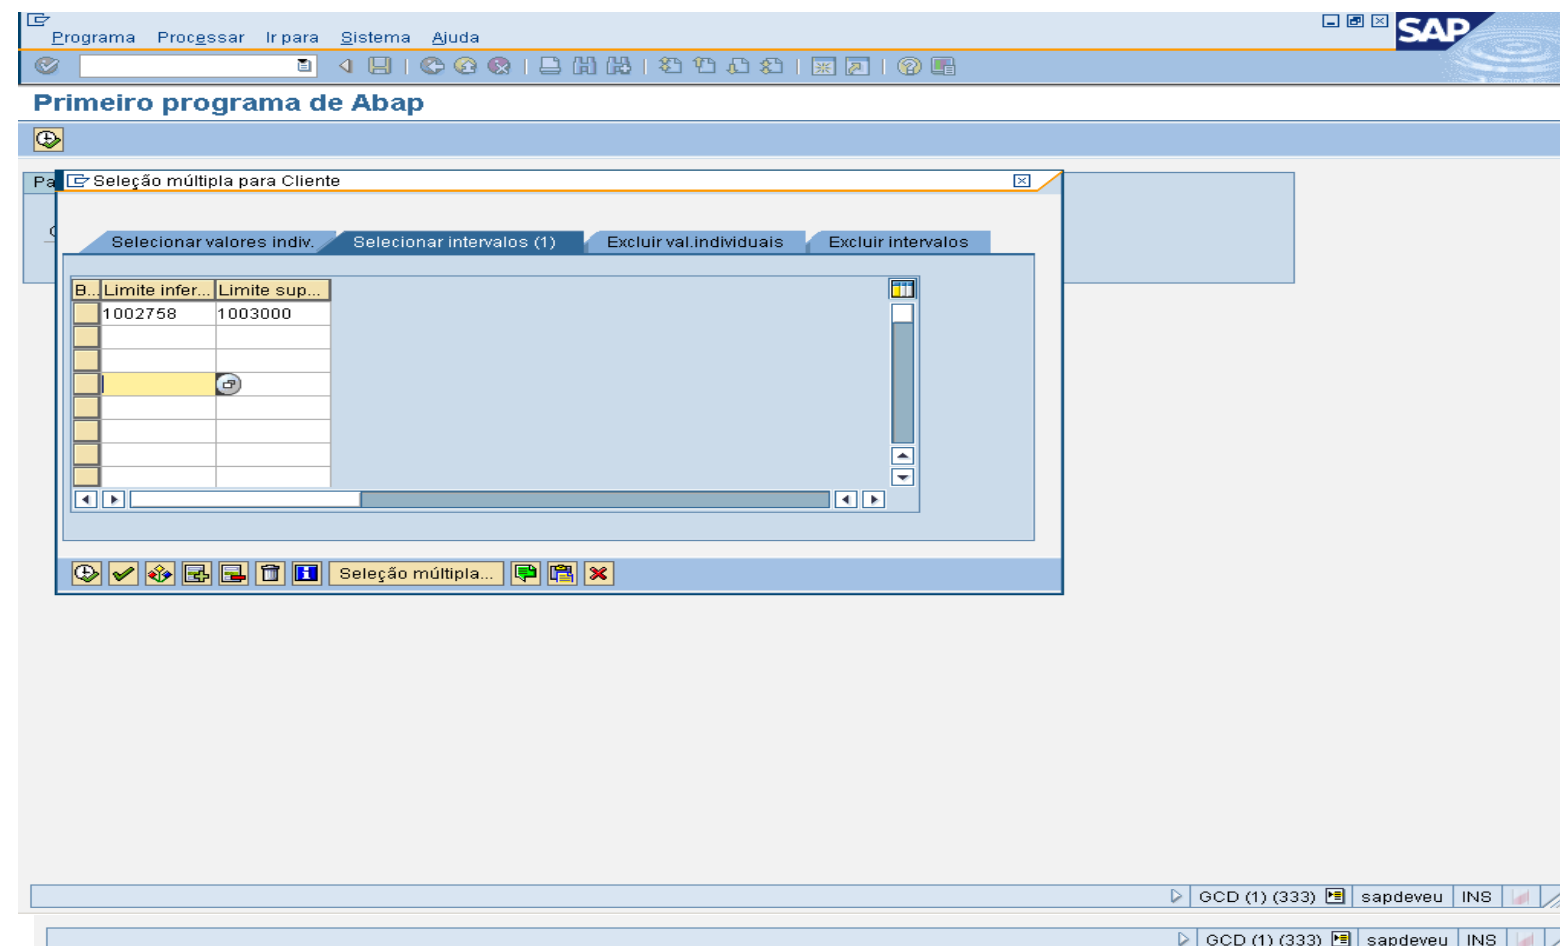 Programa Processar Ir para Sistema Ajuda
SAP
Primeiro programa de Abap
Pa
Seleção múltipla para Cliente
Selecionar valores indiv. Selecionar intervalos (1) Excluir val.individuais Excluir intervalos
B... Limite infer... Limite sup...
1002758 1003000
Seleção múltipla...
GCD (1) (333) sapdeveu INS
GCD (1) (333) sapdeveu INS